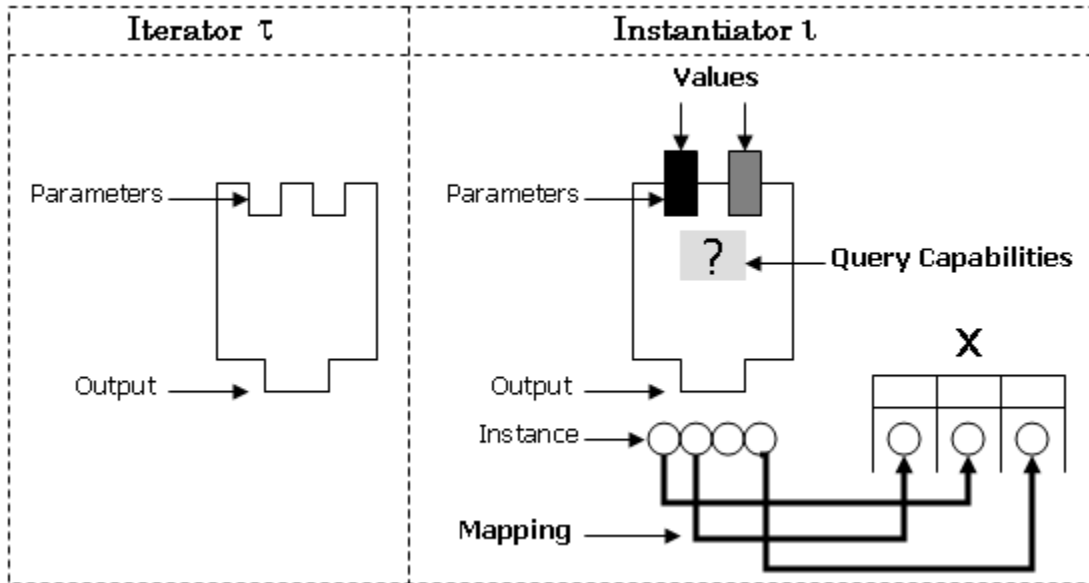 Iterator τ
Instantiator ι
Values
Parameters
Parameters
?
Query Capabilities
X
Output
Output
Instance
Mapping